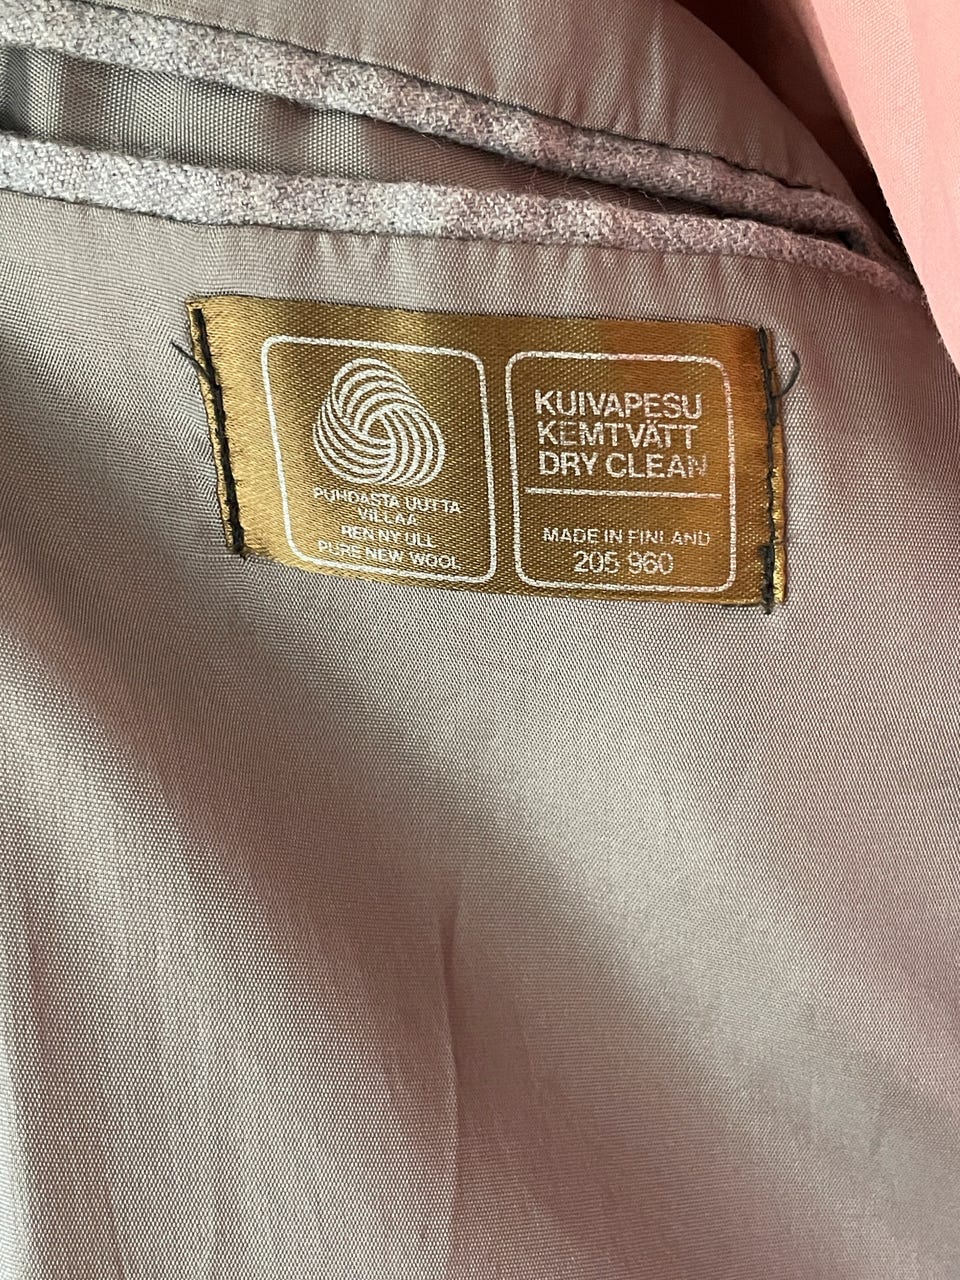 PUHDASTA UUTTA
VILLAA
REN NY ULL
PURE NEW WOOL
KUIVAPESU
KEMTVÄTT
DRY CLEAN
MADE IN FINLAND
205 960